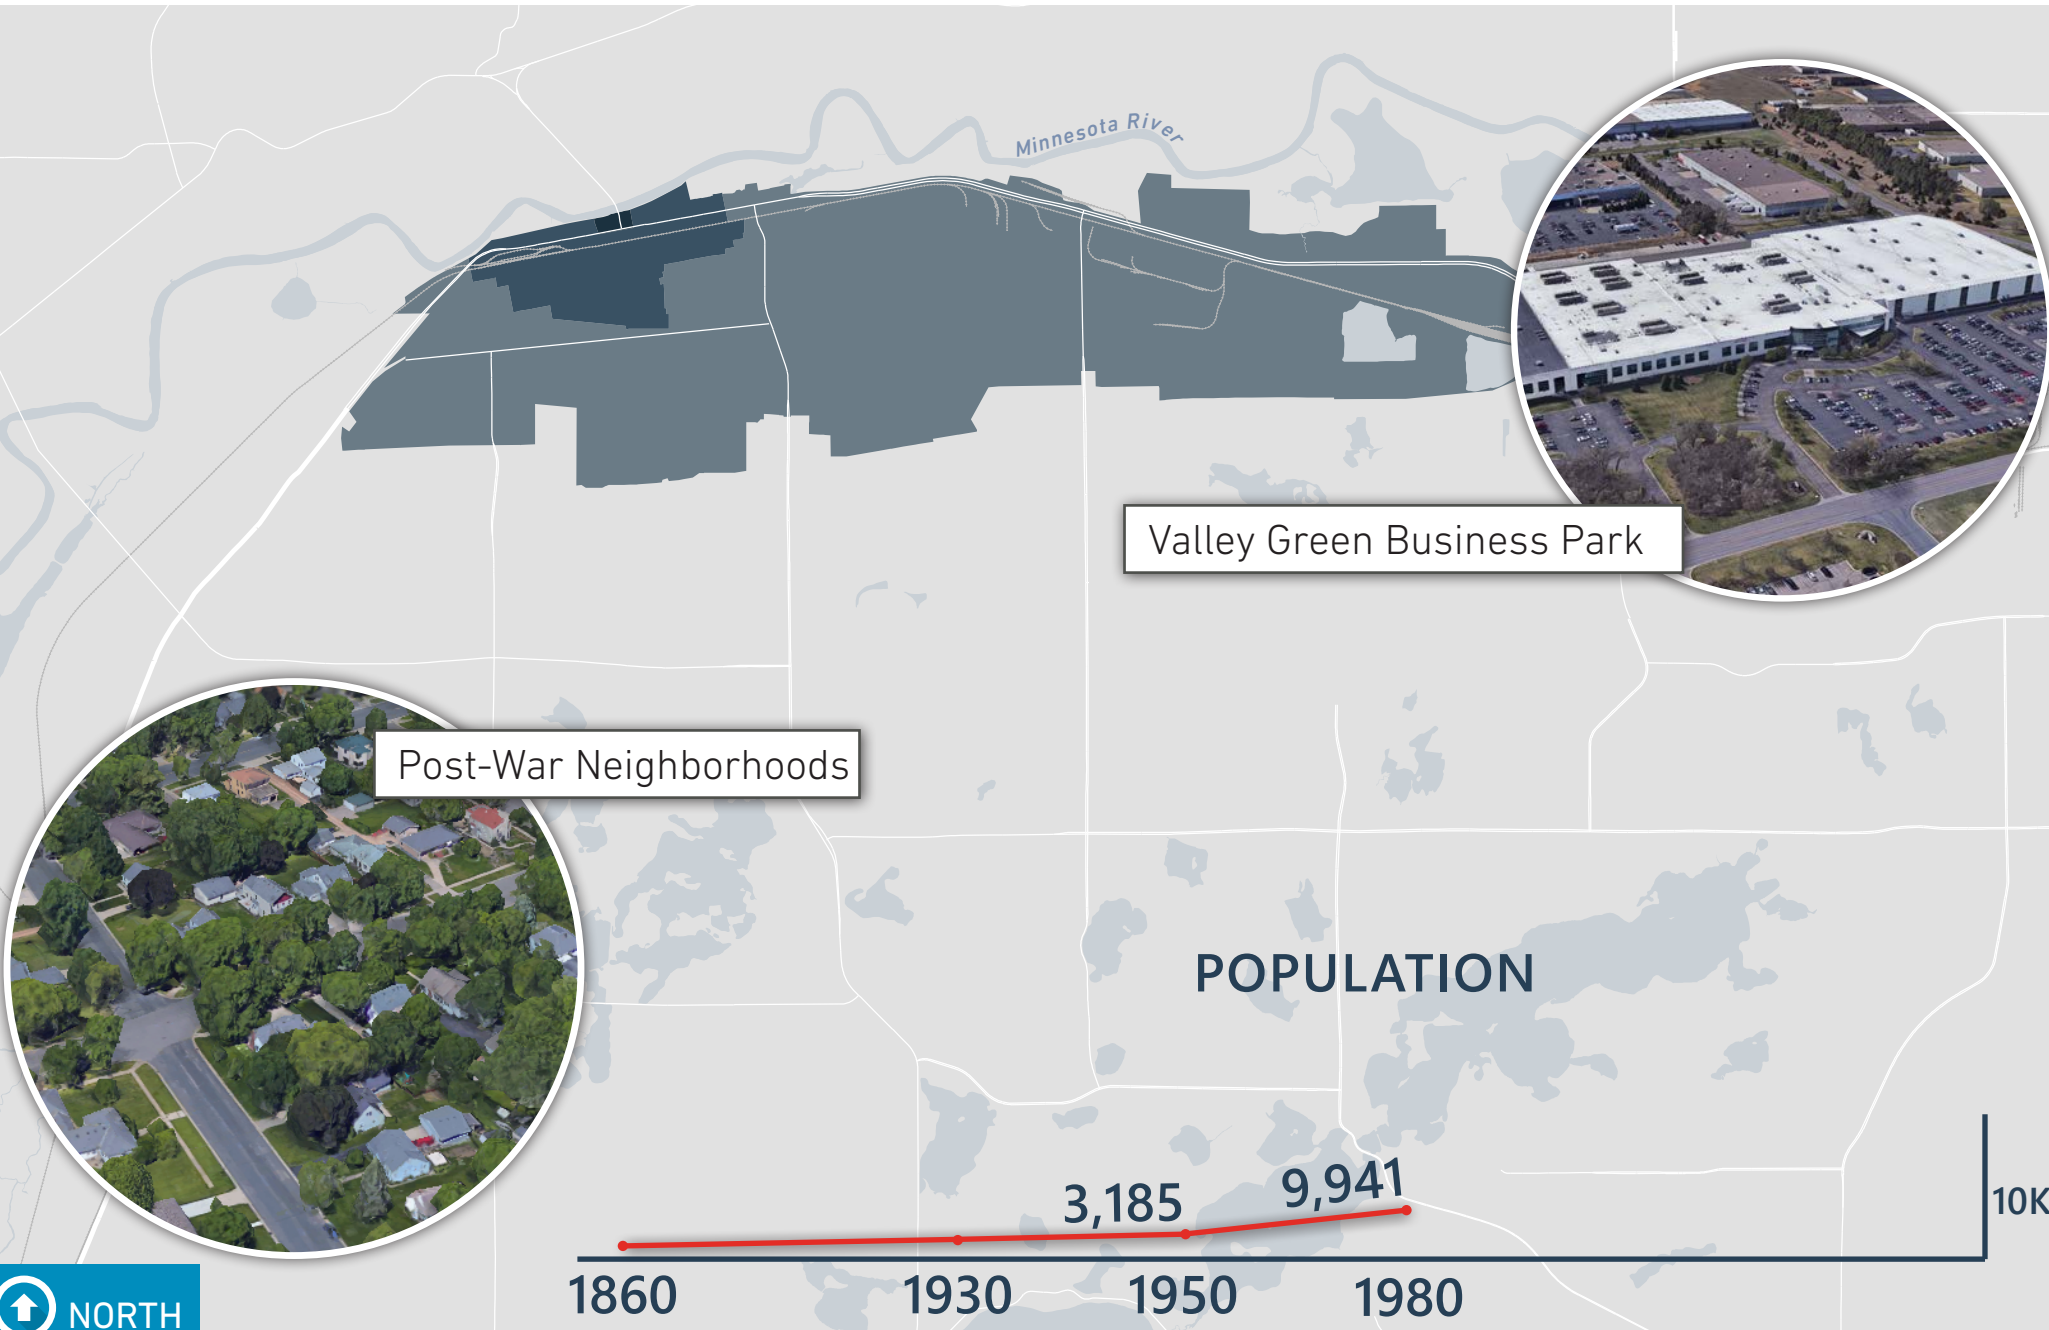 Minnesota River
Valley Green Business Park
Post-War Neighborhoods
POPULATION
3,185
9,941
10K
1860
1930
1950
1980
NORTH